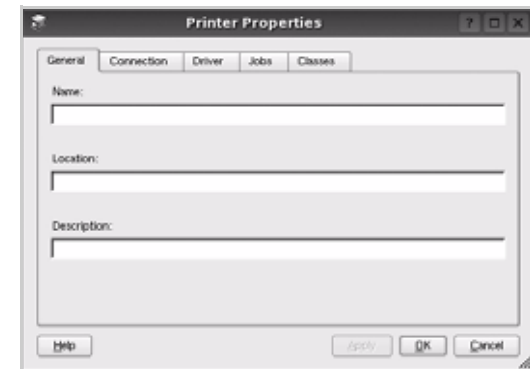 Printer Properties
General Connection Driver Jobs Classes
Name:
Location:
Description:
Help Apply OK Cancel